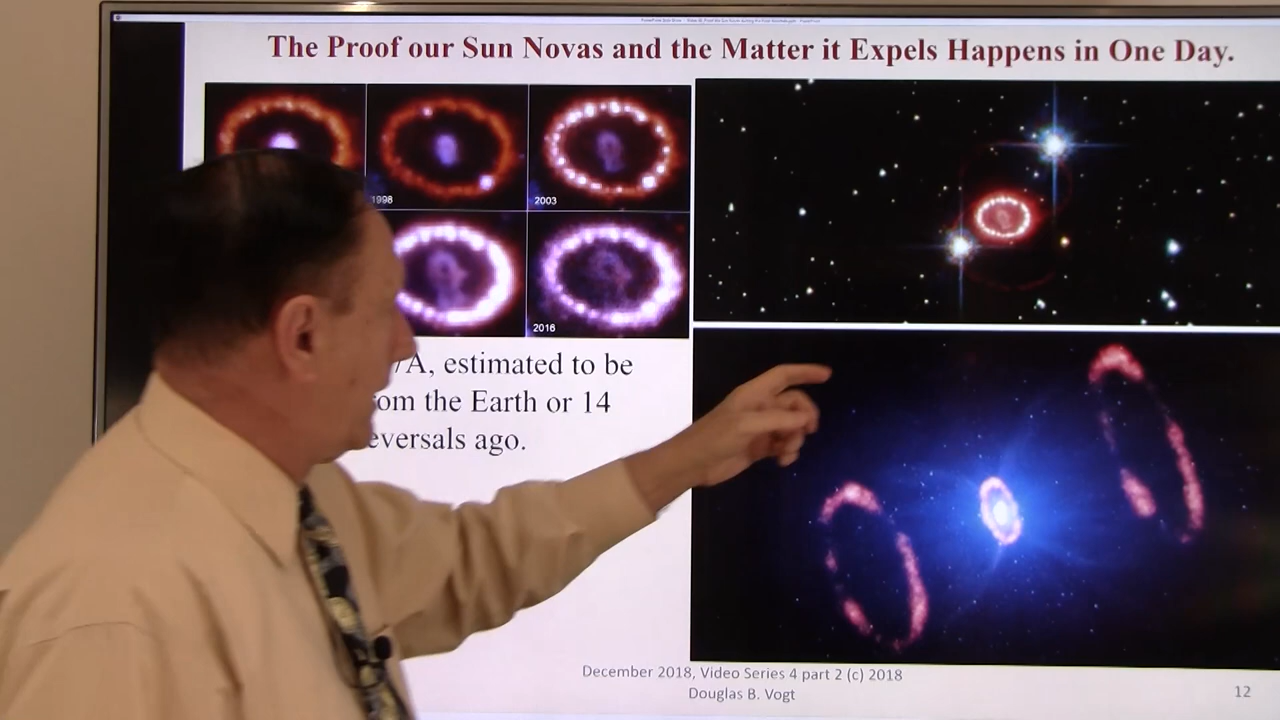 The Proof our Sun Novas and the Matter it Expels Happens in One Day.
1998
2003
2016
A, estimated to be
om the Earth or 14
eversals ago.
December 2018, Video Series 4 part 2 (c) 2018
Douglas B. Vogt
12